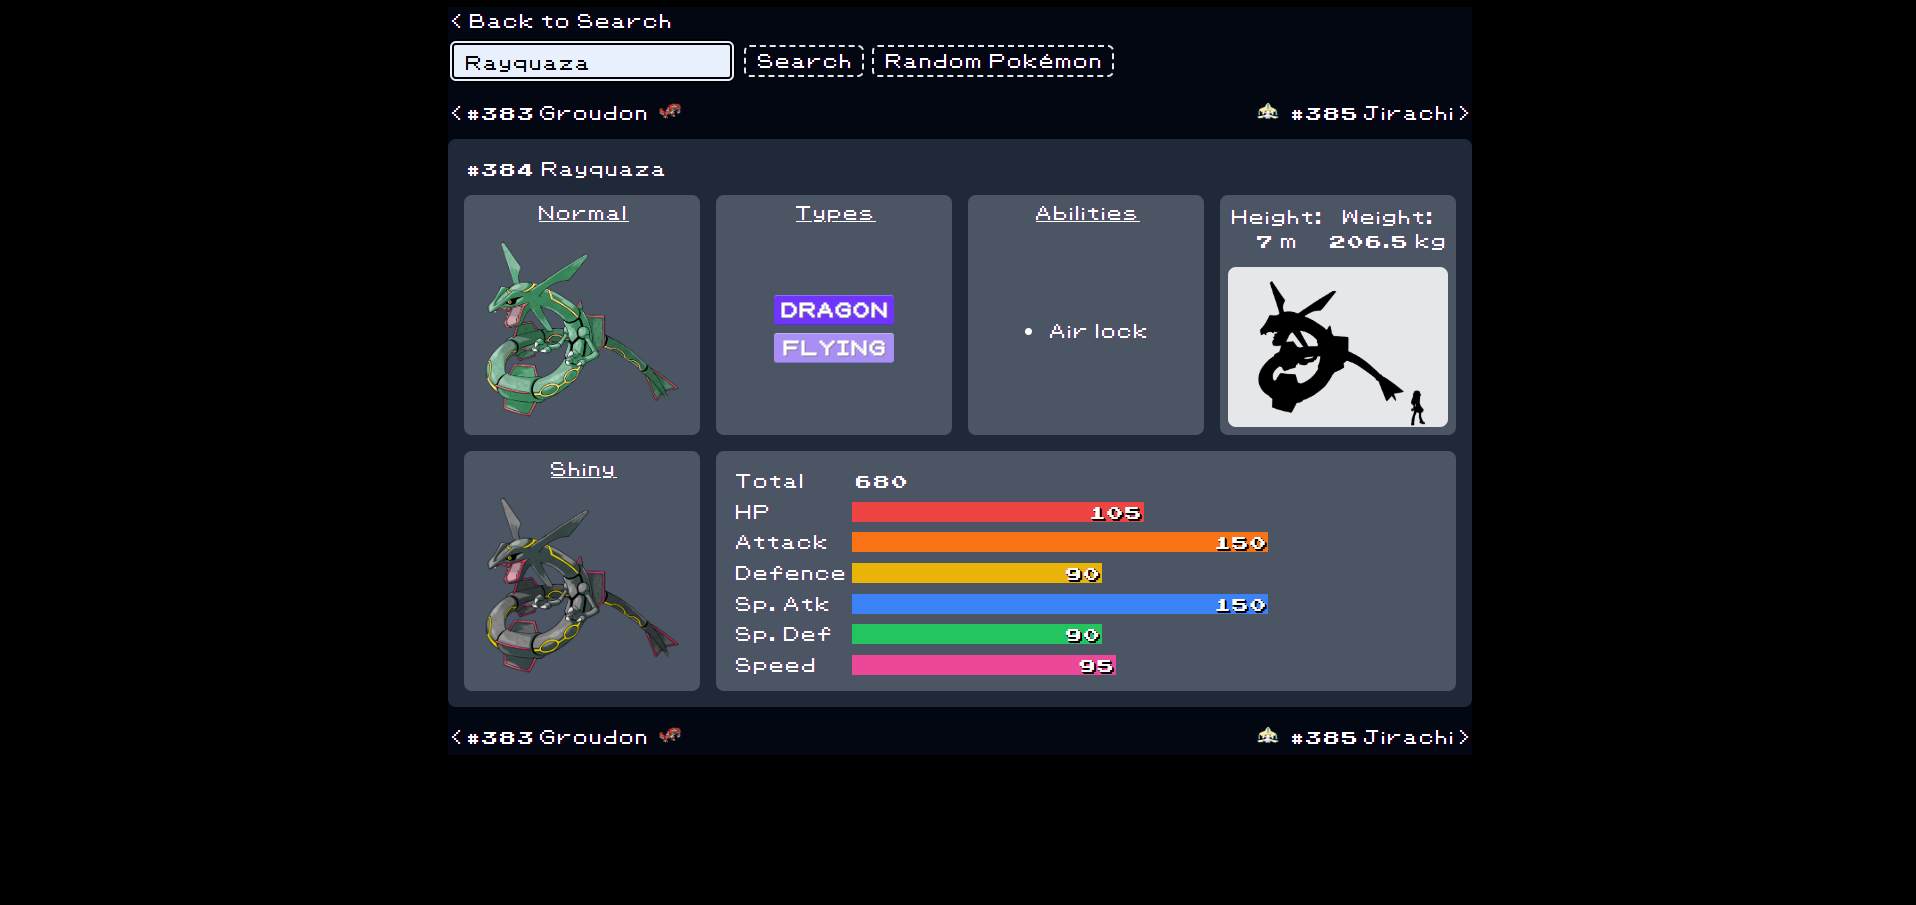 < Back to Search
Rayquaza Search Random Pokémon
< #383 Groudon #385 Jirachi >
#384 Rayquaza
Normal
Types
DRAGON
FLYING
Abilities
• Air lock
Height: Weight:
7 m 206.5 kg
Shiny
Total 680
HP 105
Attack 150
Defence 90
Sp. Atk 150
Sp. Def 90
Speed 95
< #383 Groudon #385 Jirachi >